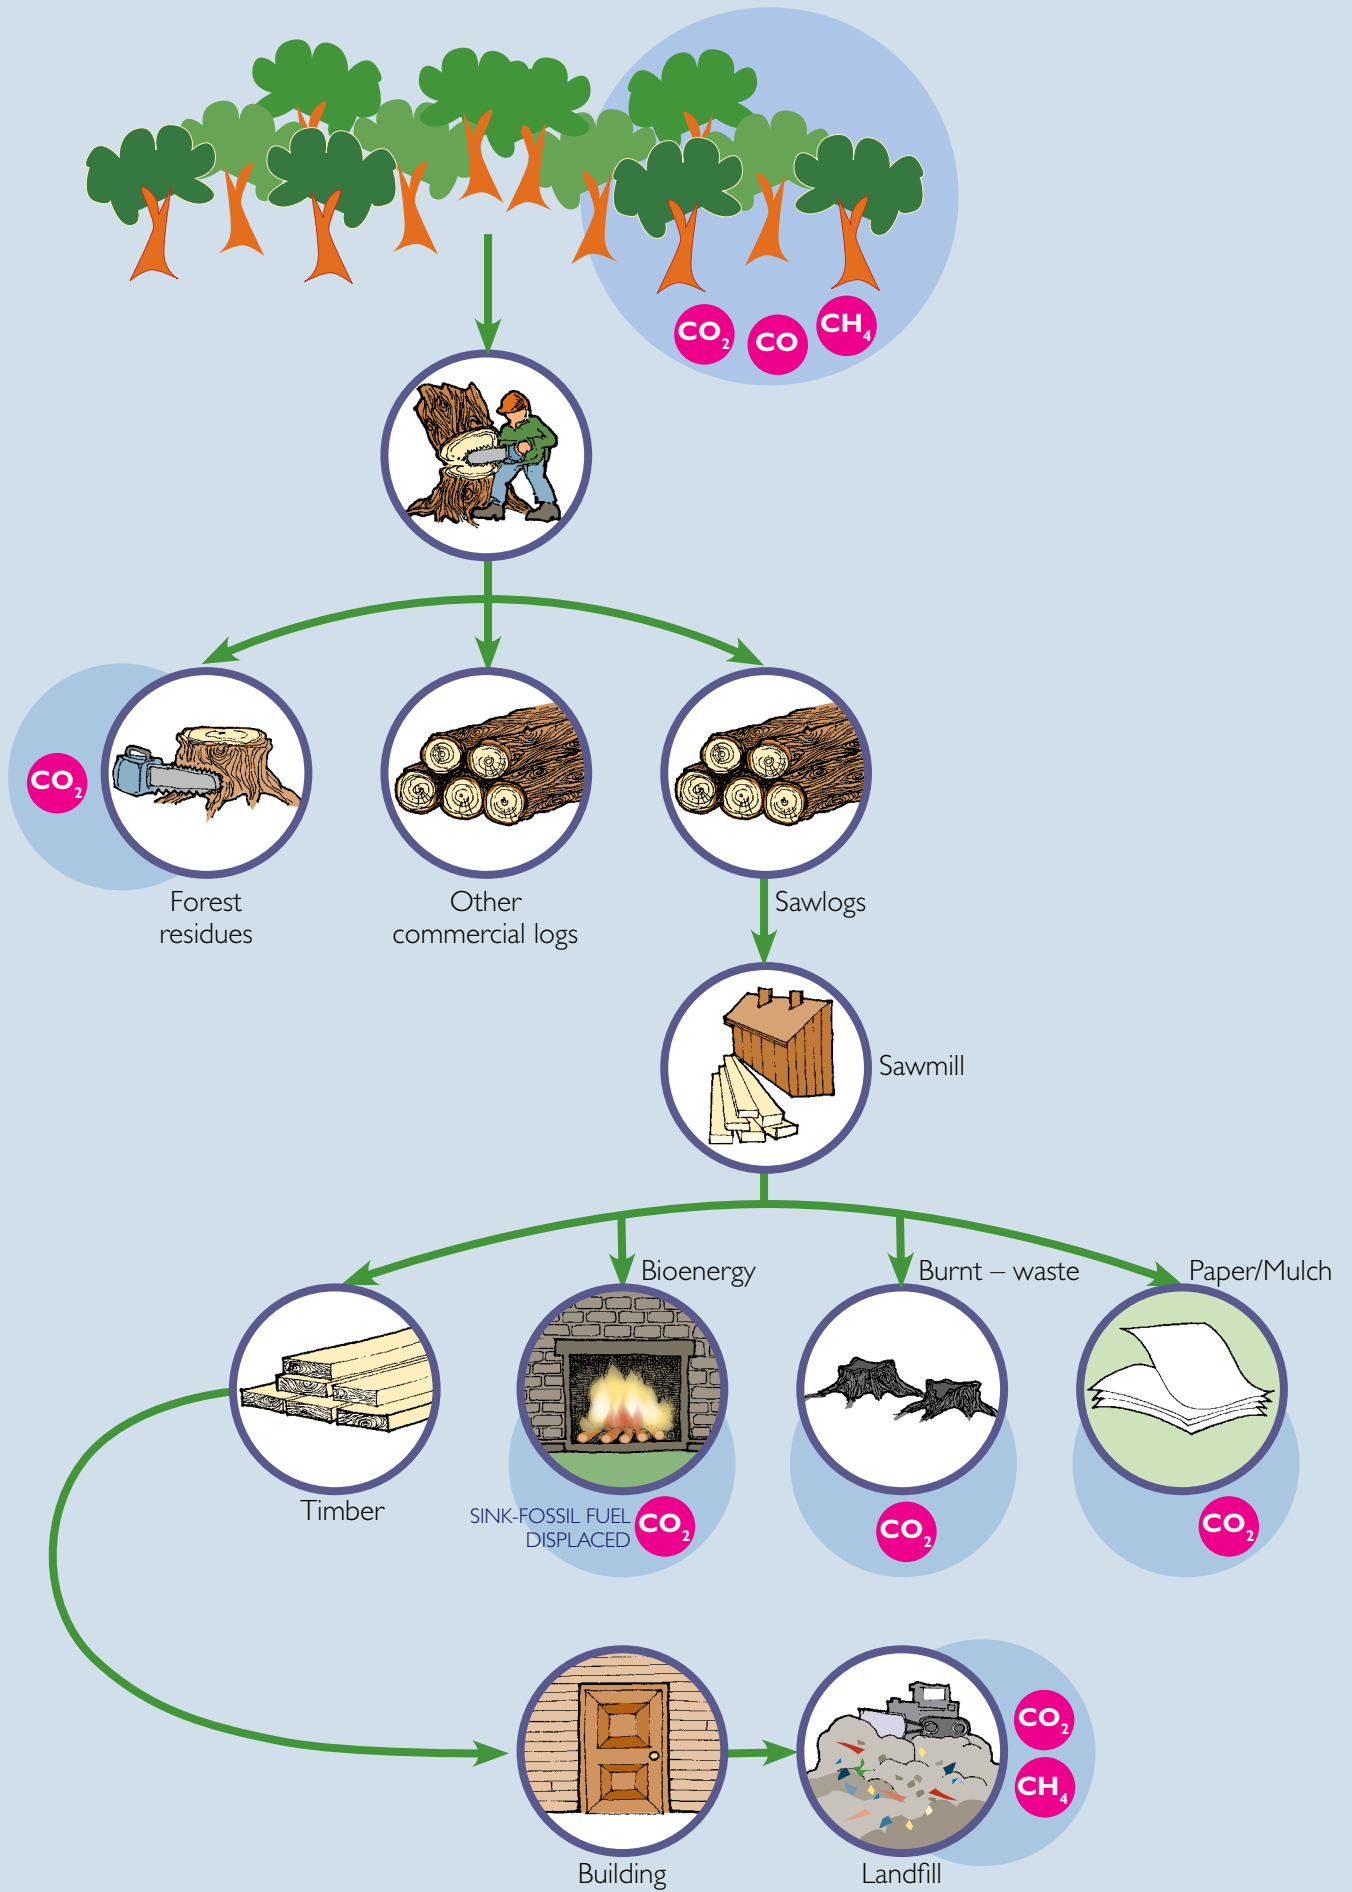 CO₂
CO
CH₄
CO₂
Forest
residues
Other
commercial logs
Sawlogs
Sawmill
Bioenergy
Burnt – waste
Paper/Mulch
Timber
SINK-FOSSIL FUEL
DISPLACED
CO₂
CO₂
CO₂
CO₂
CH₄
Building
Landfill